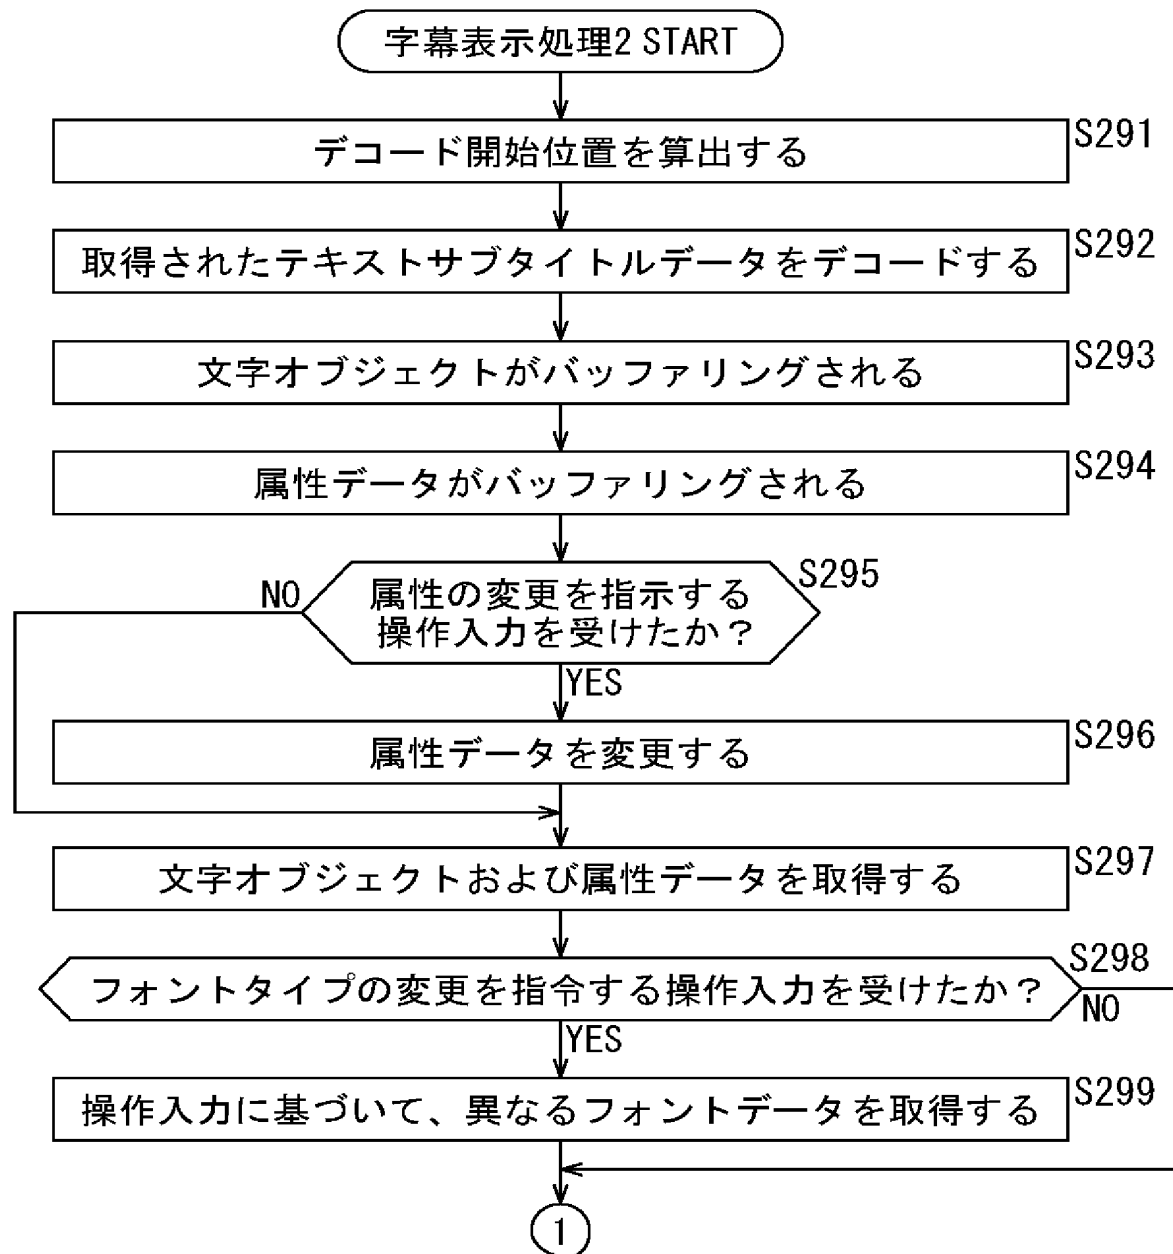 字幕表示処理2 START
デコード開始位置を算出する
S291
取得されたテキストサブタイトルデータをデコードする
S292
文字オブジェクトがバッファリングされる
S293
属性データがバッファリングされる
S294
属性の変更を指示する
操作入力を受けたか？
S295
NO
YES
属性データを変更する
S296
文字オブジェクトおよび属性データを取得する
S297
フォントタイプの変更を指令する操作入力を受けたか？
S298
NO
YES
操作入力に基づいて、異なるフォントデータを取得する
S299
1